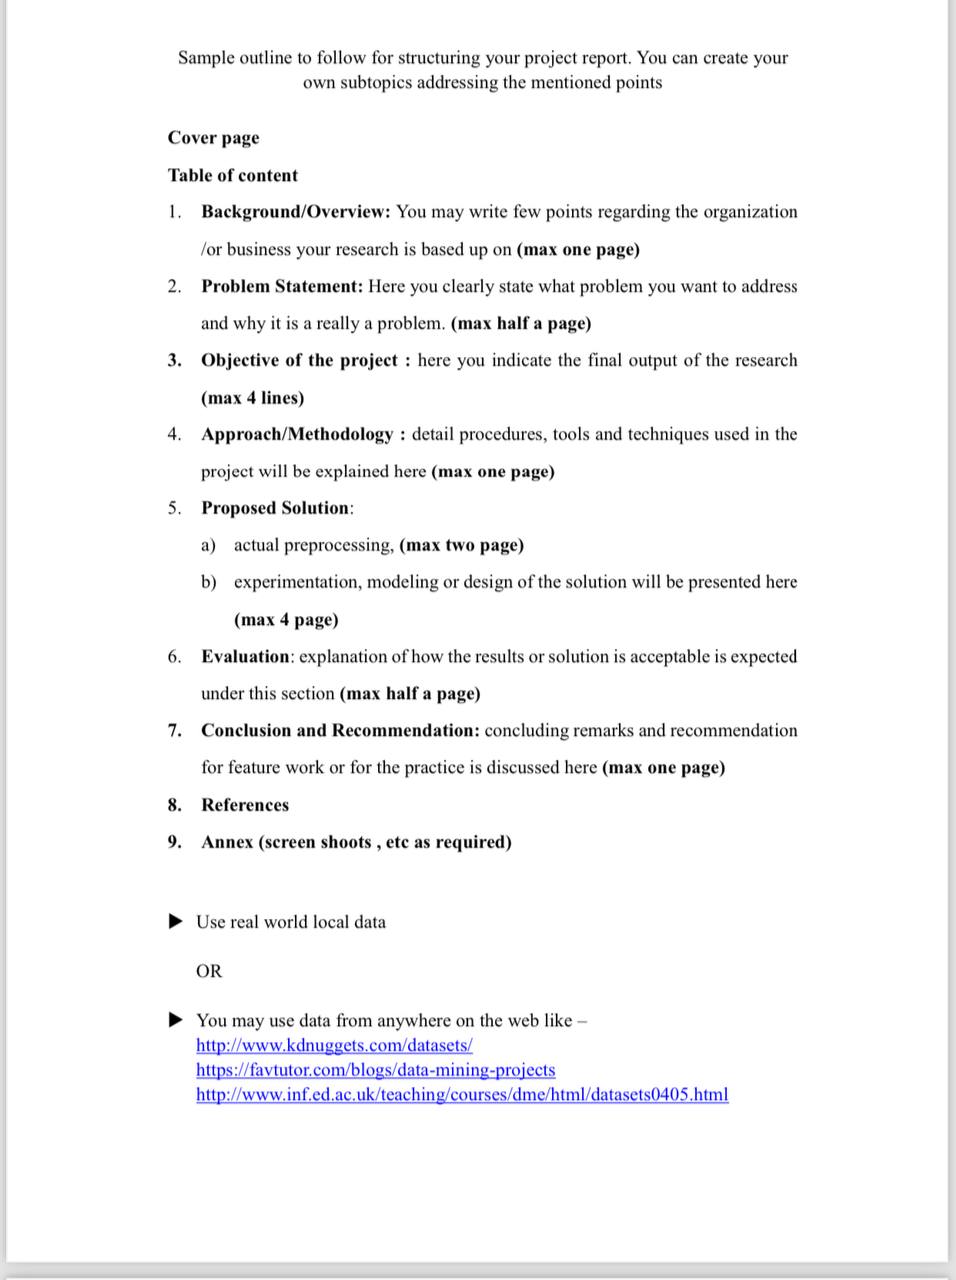 Sample outline to follow for structuring your project report. You can create your
own subtopics addressing the mentioned points
Cover page
Table of content
1. Background/Overview: You may write few points regarding the organization
/or business your research is based up on (max one page)
2. Problem Statement: Here you clearly state what problem you want to address
and why it is a really a problem. (max half a page)
3. Objective of the project : here you indicate the final output of the research
(max 4 lines)
4. Approach/Methodology : detail procedures, tools and techniques used in the
project will be explained here (max one page)
5. Proposed Solution:
a) actual preprocessing, (max two page)
b) experimentation, modeling or design of the solution will be presented here
(max 4 page)
6. Evaluation: explanation of how the results or solution is acceptable is expected
under this section (max half a page)
7. Conclusion and Recommendation: concluding remarks and recommendation
for feature work or for the practice is discussed here (max one page)
8. References
9. Annex (screen shoots , etc as required)
▶ Use real world local data
OR
▶ You may use data from anywhere on the web like –
http://www.kdnuggets.com/datasets/
https://favtutor.com/blogs/data-mining-projects
http://www.inf.ed.ac.uk/teaching/courses/dme/html/datasets0405.html